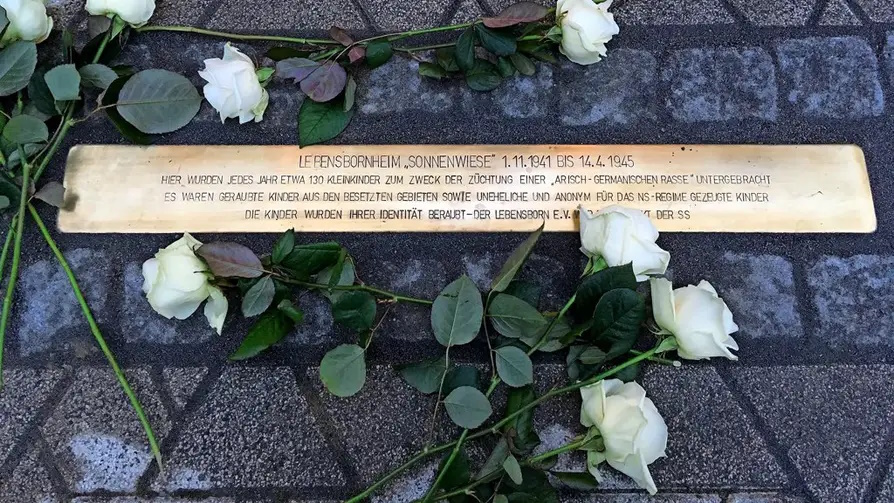 LEBENSBORNHEIM „SONNENWIESE" 1.11.1941 BIS 14.4.1945
HIER WURDEN JEDES JAHR ETWA 130 KLEINKINDER ZUM ZWECK DER ZÜCHTUNG EINER „ARISCH-GERMANISCHEN RASSE" UNTERGEBRACHT
ES WAREN GERAUBTE KINDER AUS DEN BESETZTEN GEBIETEN SOWIE UNEHELICHE UND ANONYM FÜR DAS NS-REGIME GEZEUGTE KINDER
DIE KINDER WURDEN IHRER IDENTITÄT BERAUBT-DER LEBENSBORN E.V. DER SS